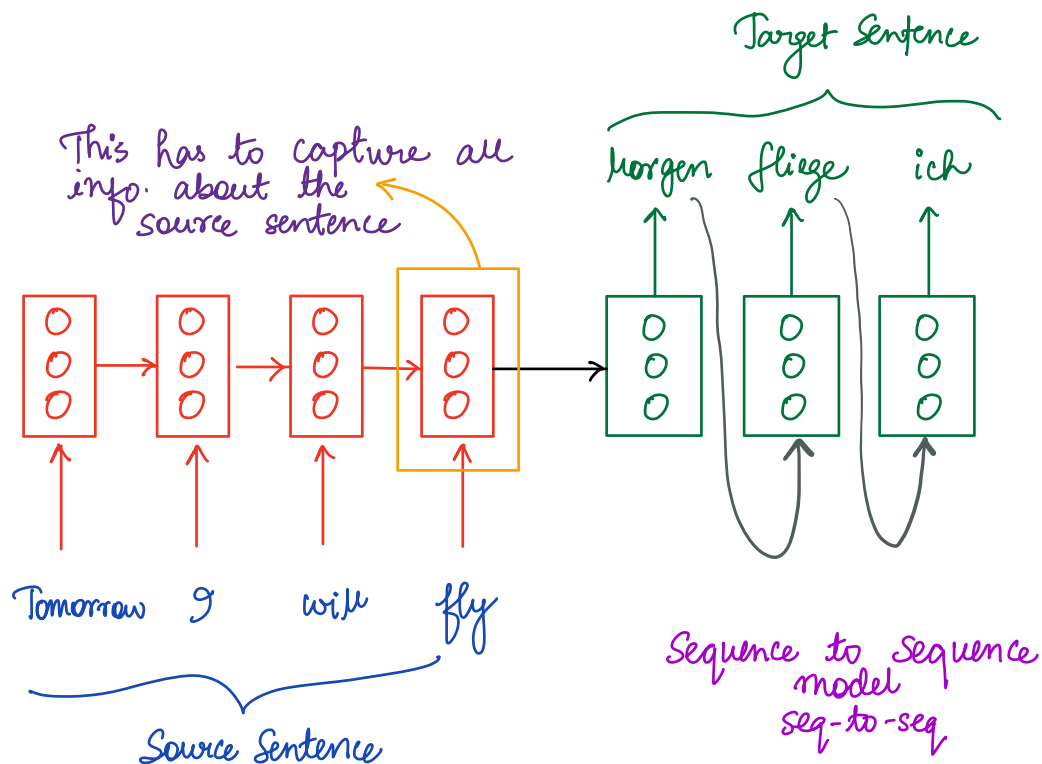 Target Sentence
This has to capture all
info. about the
source sentence
Morgen fliege ich
Tomorrow I will fly
Source Sentence
Sequence to sequence
model
seq-to-seq